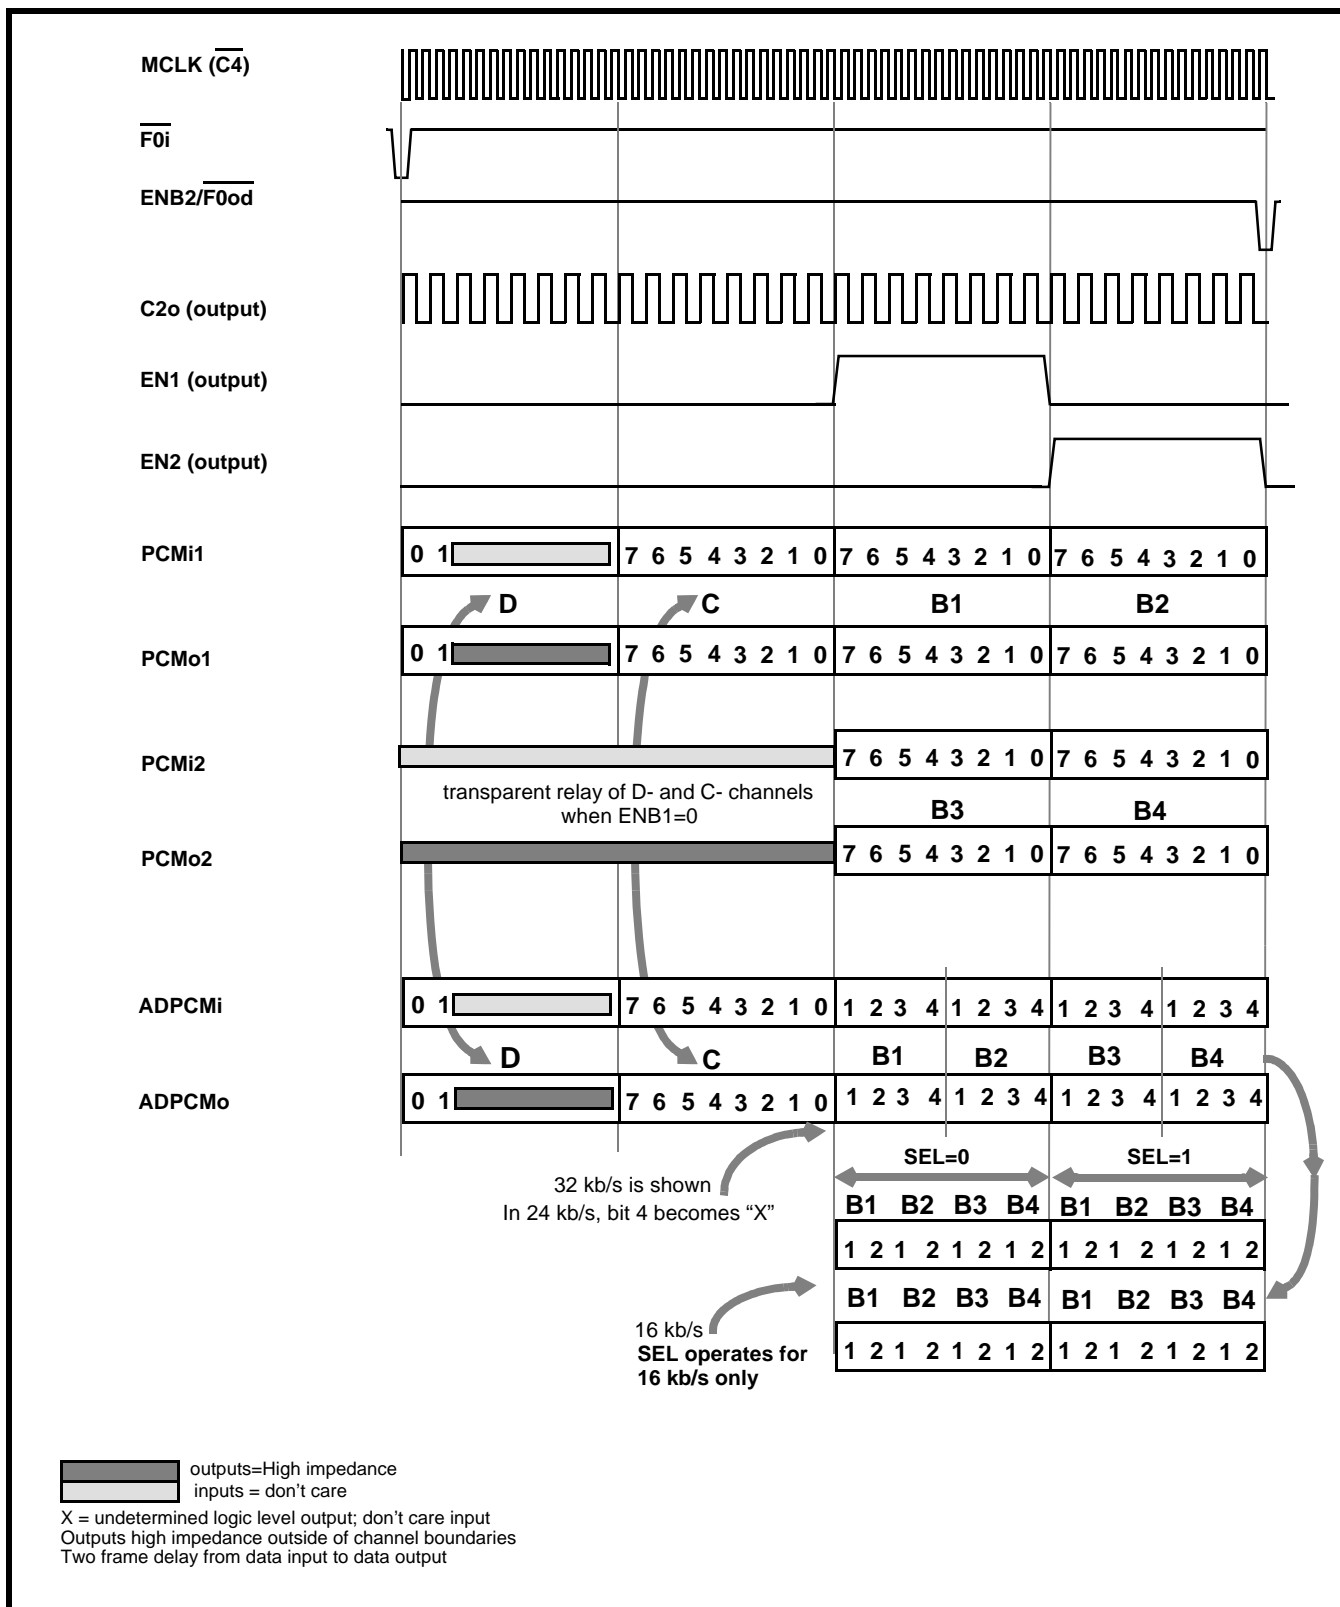 MCLK (C4)
F0i
ENB2/F0od
C2o (output)
EN1 (output)
EN2 (output)
PCMi1
0 1 7 6 5 4 3 2 1 0 7 6 5 4 3 2 1 0 7 6 5 4 3 2 1 0
D C B1 B2
PCMo1
0 1 7 6 5 4 3 2 1 0 7 6 5 4 3 2 1 0 7 6 5 4 3 2 1 0
PCMi2
7 6 5 4 3 2 1 0 7 6 5 4 3 2 1 0
transparent relay of D- and C- channels
when ENB1=0
B3 B4
PCMo2
7 6 5 4 3 2 1 0 7 6 5 4 3 2 1 0
ADPCMi
0 1 7 6 5 4 3 2 1 0 1 2 3 4 1 2 3 4 1 2 3 4 1 2 3 4
D C B1 B2 B3 B4
ADPCMo
0 1 7 6 5 4 3 2 1 0 1 2 3 4 1 2 3 4 1 2 3 4 1 2 3 4
SEL=0 SEL=1
32 kb/s is shown
In 24 kb/s, bit 4 becomes “X”
B1 B2 B3 B4 B1 B2 B3 B4
1 2 1 2 1 2 1 2 1 2 1 2 1 2 1 2
B1 B2 B3 B4 B1 B2 B3 B4
16 kb/s
SEL operates for
16 kb/s only
1 2 1 2 1 2 1 2 1 2 1 2 1 2 1 2
outputs=High impedance
inputs = don't care
X = undetermined logic level output; don't care input
Outputs high impedance outside of channel boundaries
Two frame delay from data input to data output